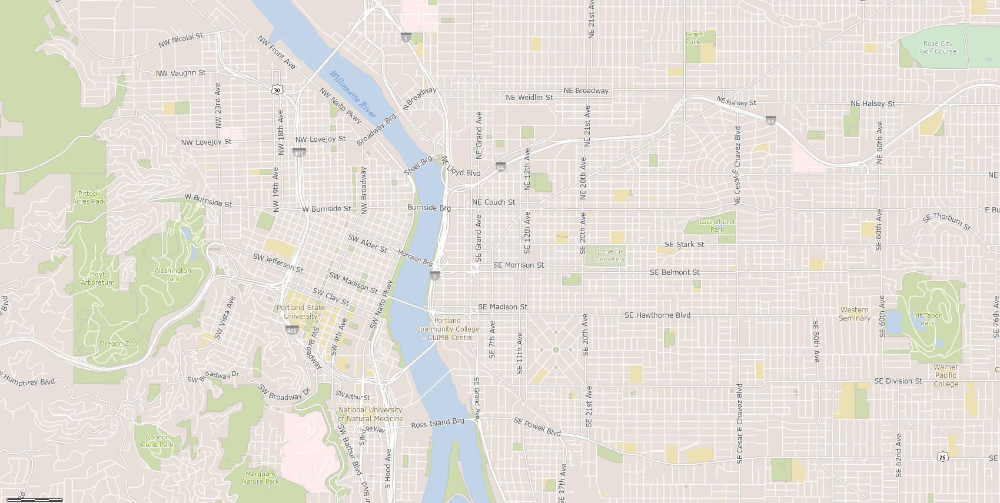 NE 21st Ave
NW Nicolai St
5
Grant
Park
NW Front Ave
Rose City
Golf Course
NW Vaughn St
Willamette River
30
NW 23rd Ave
NW Naito Pkwy
N Broadway
NE Broadway
NE Weidler St
NE Halsey St
NE Halsey St
NW 18th Ave
NE Grand Ave
NE 21st Ave
84
NE 60th Ave
Broadway Brg
NW Lovejoy St
NW Lovejoy St
405
NE Cesar E Chavez Blvd
Steel Brg
NE Lloyd Blvd
84
NE 12th Ave
NE 20th Ave
NE
NW 19th Ave
NW Broadway
Pittock
Acres Park
W Burnside St
W Burnside St
Burnside Brg
NE Couch St
E Bu
SE Thorburn St
SE Grand Ave
SE 12th Ave
SE 20th Ave
Laurelhurst
Park
SE 60th Ave
SW Alder St
SE Stark St
Morrison Brg
Lone Fir
Cemetery
SW Jefferson St
SE Morrison St
SE Belmont St
Hoyt
Arboretum
Washington
Park
5
SW Madison St
SW Clay St
SW Naito Pkwy
SW Vista Ave
Portland State
University
SE Madison St
SE Hawthorne Blvd
Western
Seminary
SE 60th Ave
Mt Tabor
Park
SE 76th Ave
Portland
Community College
- CLIMB Center
405
SW Broadway
SW 4th Ave
SE 7th Ave
SE 11th Ave
SE 20th Ave
SE 50th Ave
Oregon Zoo
Warner
Pacific
College
C
W Humphrey Blvd
SW Broadway Dr
SW Broadway Dr
SW Arthur St
SE Division St
SE Grand Ave
SE 21st Ave
SE Cesar E Chavez Blvd
National University
of Natural Medicine
Ross Island Brg
SE Powell Blvd
ge Way
S Brid
SW Barbur Blvd
Council
Crest Park
S Hood Ave
SE 17th Ave
SE 62nd Ave
26
SE
Marquam
Nature Park
ur Blvd
Rd